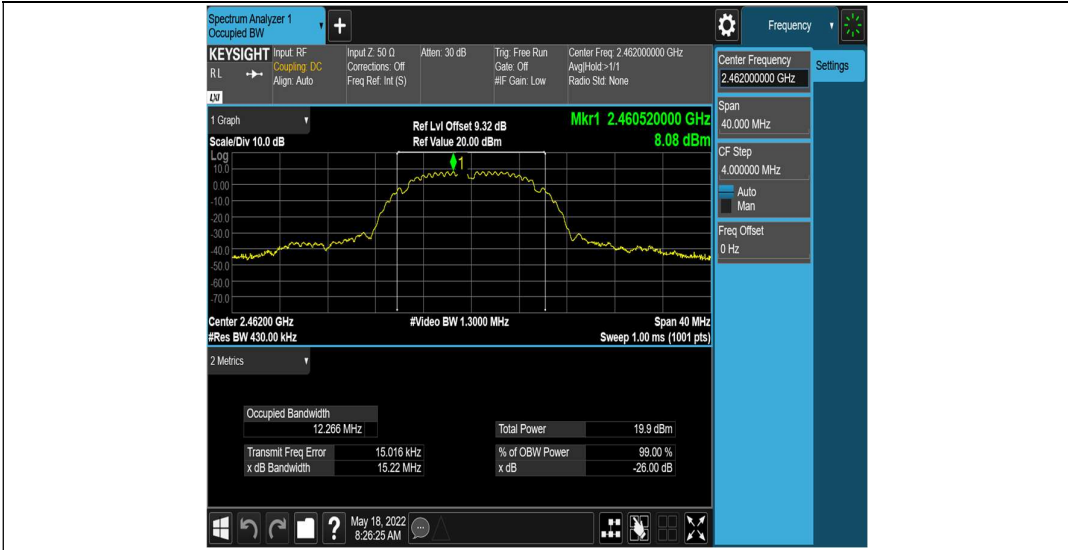 Spectrum Analyzer 1
Occupied BW
Frequency
KEYSIGHT
RL
LXI
Input: RF
Coupling: DC
Align: Auto
Input Z: 50 Ω
Corrections: Off
Freq Ref: Int (S)
Atten: 30 dB
Trig: Free Run
Gate: Off
#IF Gain: Low
Center Freq: 2.462000000 GHz
Avg|Hold:>1/1
Radio Std: None
1 Graph
Scale/Div 10.0 dB
Ref Lvl Offset 9.32 dB
Ref Value 20.00 dBm
Mkr1 2.460520000 GHz
8.08 dBm
Log
10.0
0.00
-10.0
-20.0
-30.0
-40.0
-50.0
-60.0
-70.0
1
Center 2.46200 GHz
#Res BW 430.00 kHz
#Video BW 1.3000 MHz
Span 40 MHz
Sweep 1.00 ms (1001 pts)
2 Metrics
Occupied Bandwidth
12.266 MHz
Transmit Freq Error 15.016 kHz
x dB Bandwidth 15.22 MHz
Total Power 19.9 dBm
% of OBW Power 99.00 %
x dB -26.00 dB
Center Frequency
2.462000000 GHz
Span
40.000 MHz
CF Step
4.000000 MHz
Auto
Man
Freq Offset
0 Hz
Settings
May 18, 2022
8:26:25 AM